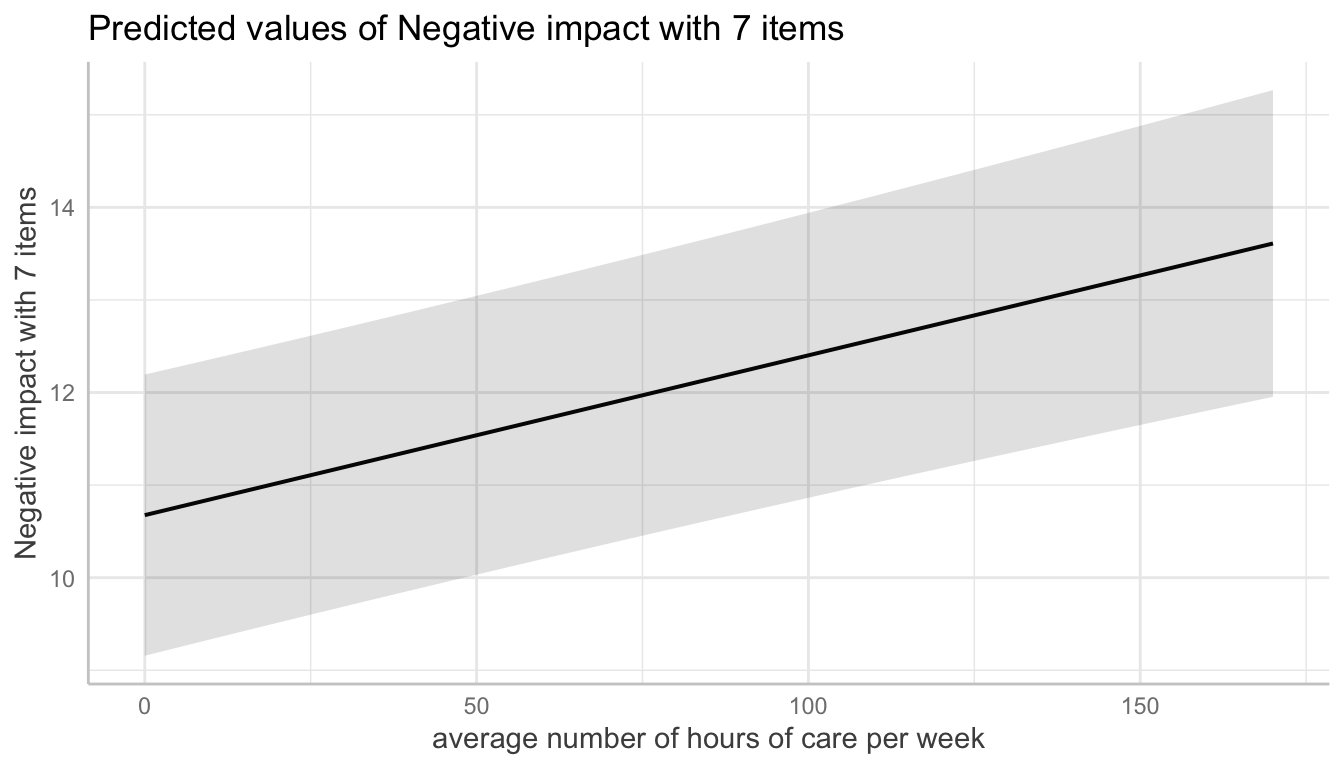 Predicted values of Negative impact with 7 items
Negative impact with 7 items
14
12
10
0 50 100 150
average number of hours of care per week